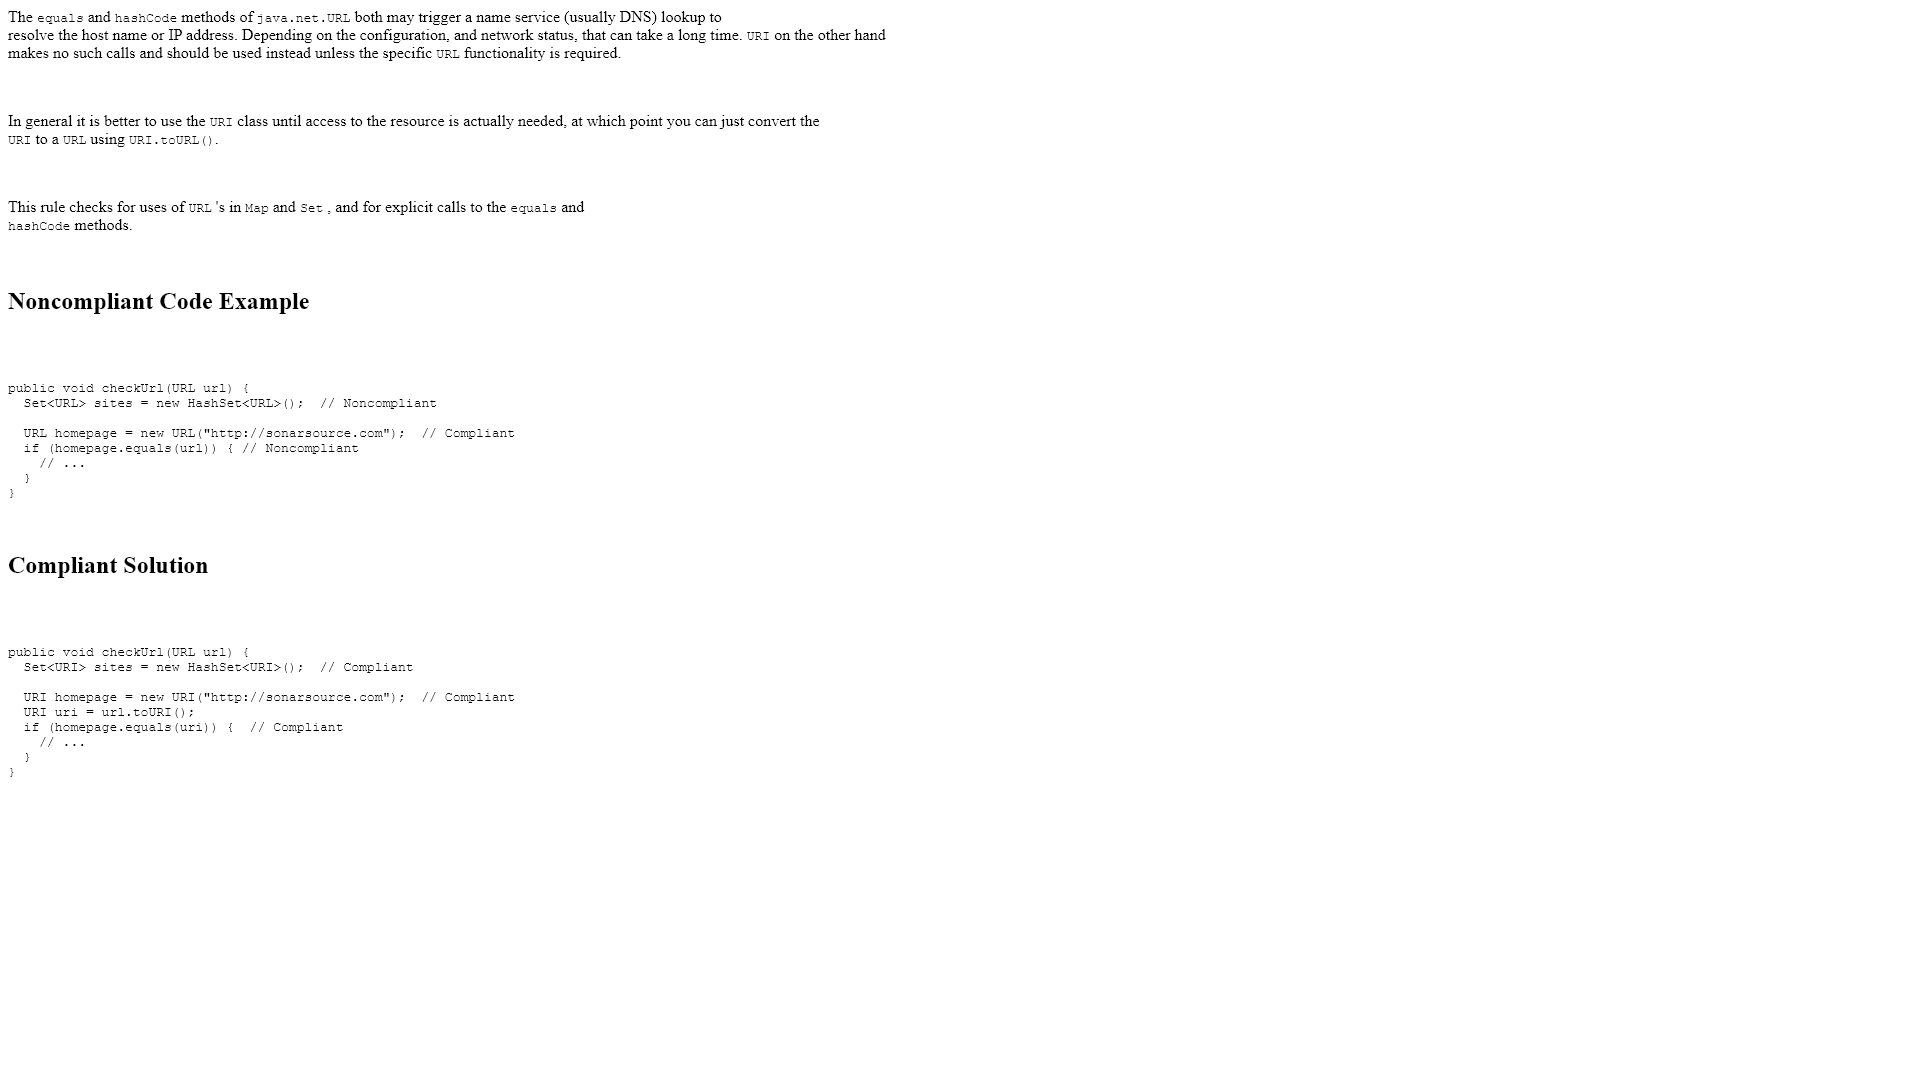 The equals and hashCode methods of java.net.URL both may trigger a name service (usually DNS) lookup to
resolve the host name or IP address. Depending on the configuration, and network status, that can take a long time. URI on the other hand
makes no such calls and should be used instead unless the specific URL functionality is required.
In general it is better to use the URI class until access to the resource is actually needed, at which point you can just convert the
URI to a URL using URI.toURL().
This rule checks for uses of URL 's in Map and Set , and for explicit calls to the equals and
hashCode methods.
Noncompliant Code Example
public void checkUrl(URL url) {
  Set<URL> sites = new HashSet<URL>();  // Noncompliant
  URL homepage = new URL("http://sonarsource.com");  // Compliant
  if (homepage.equals(url)) { // Noncompliant
    // ...
  }
}
Compliant Solution
public void checkUrl(URL url) {
  Set<URI> sites = new HashSet<URI>();  // Compliant
  URI homepage = new URI("http://sonarsource.com");  // Compliant
  URI uri = url.toURI();
  if (homepage.equals(uri)) {  // Compliant
    // ...
  }
}